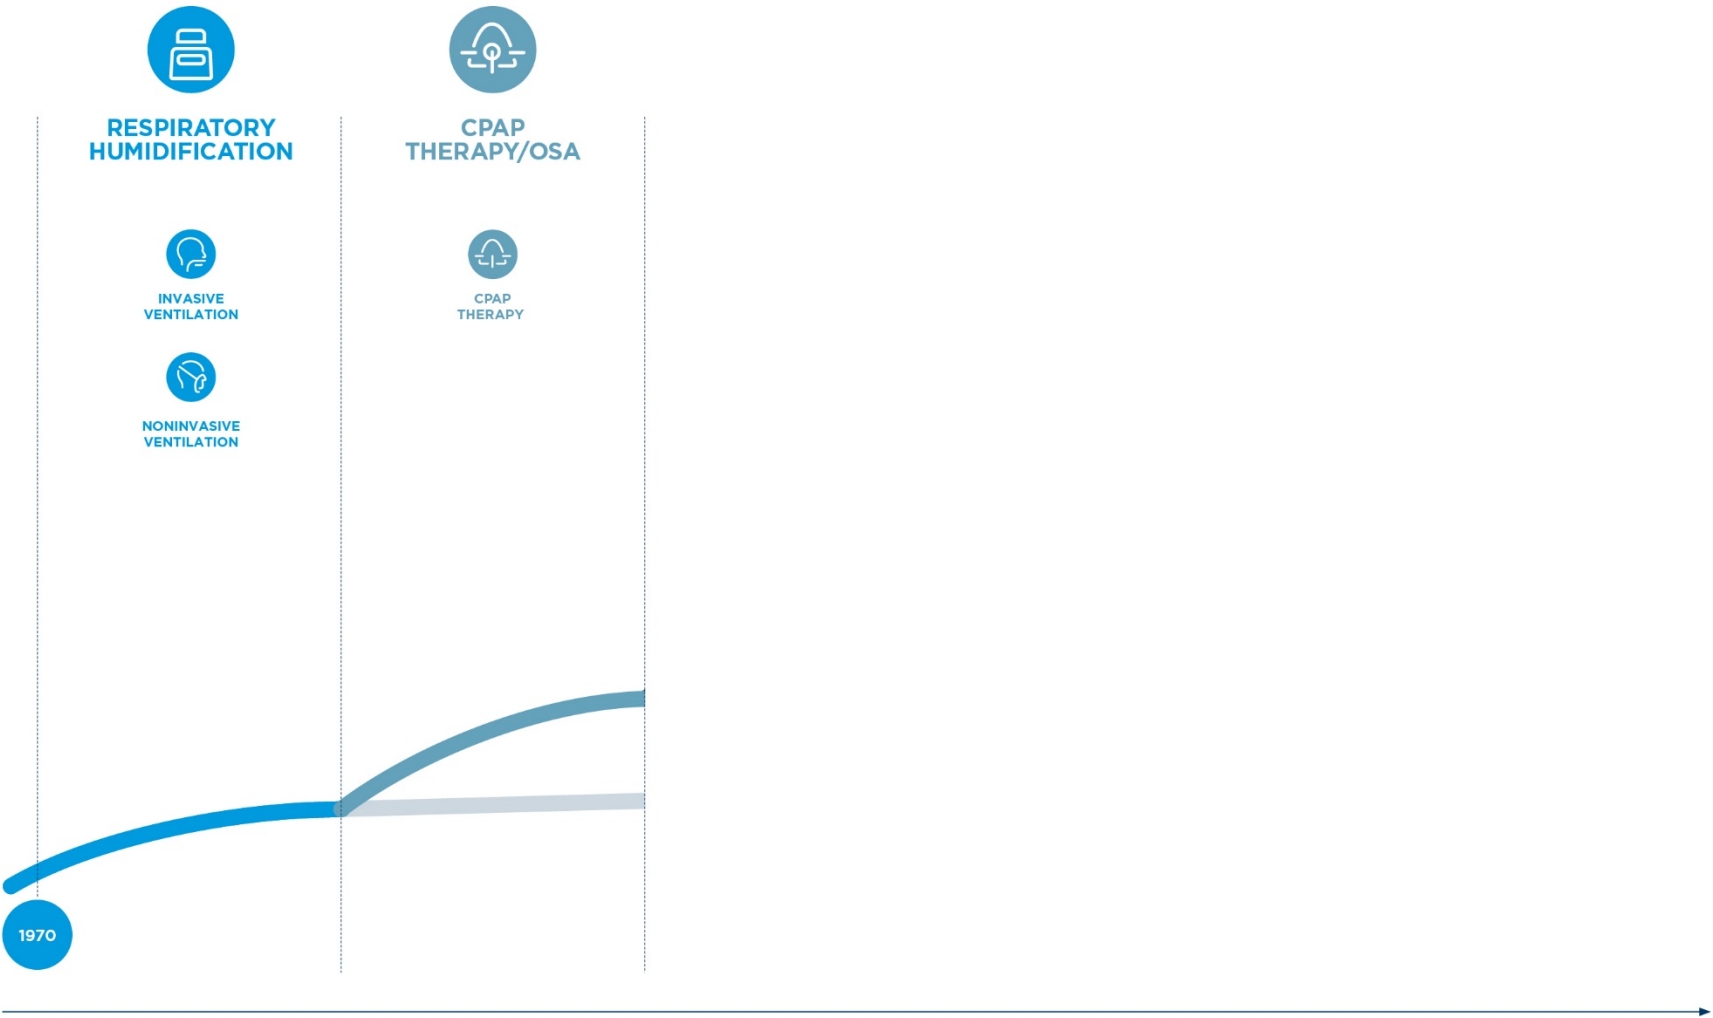 RESPIRATORY
HUMIDIFICATION
CPAP
THERAPY/OSA
INVASIVE
VENTILATION
CPAP
THERAPY
NONINVASIVE
VENTILATION
1970